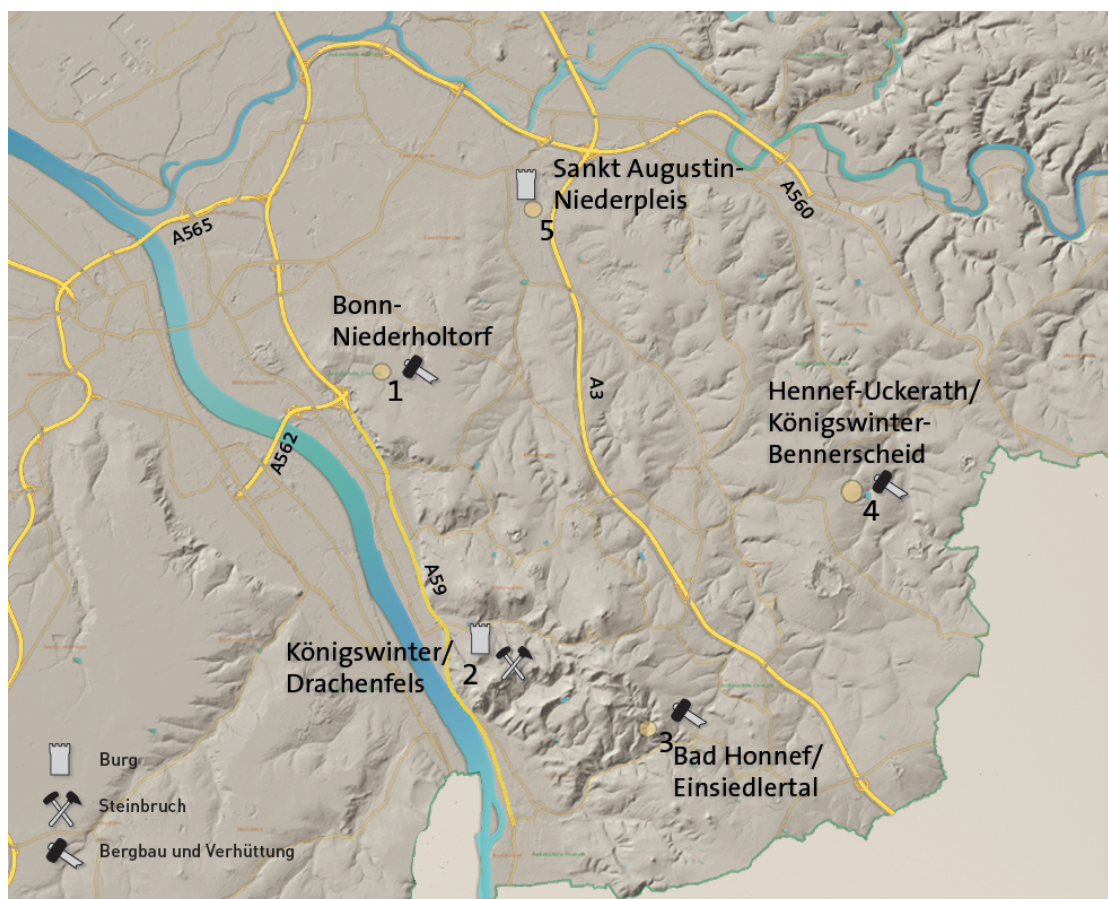 Sankt Augustin-
Niederpleis
5
A560
A565
Bonn-
Niederholtorf
1
A3
Hennef-Uckerath/
Königswinter-
Bennerscheid
4
A562
A59
Königswinter/
Drachenfels
2
3
Bad Honnef/
Einsiedlertal
Burg
Steinbruch
Bergbau und Verhüttung